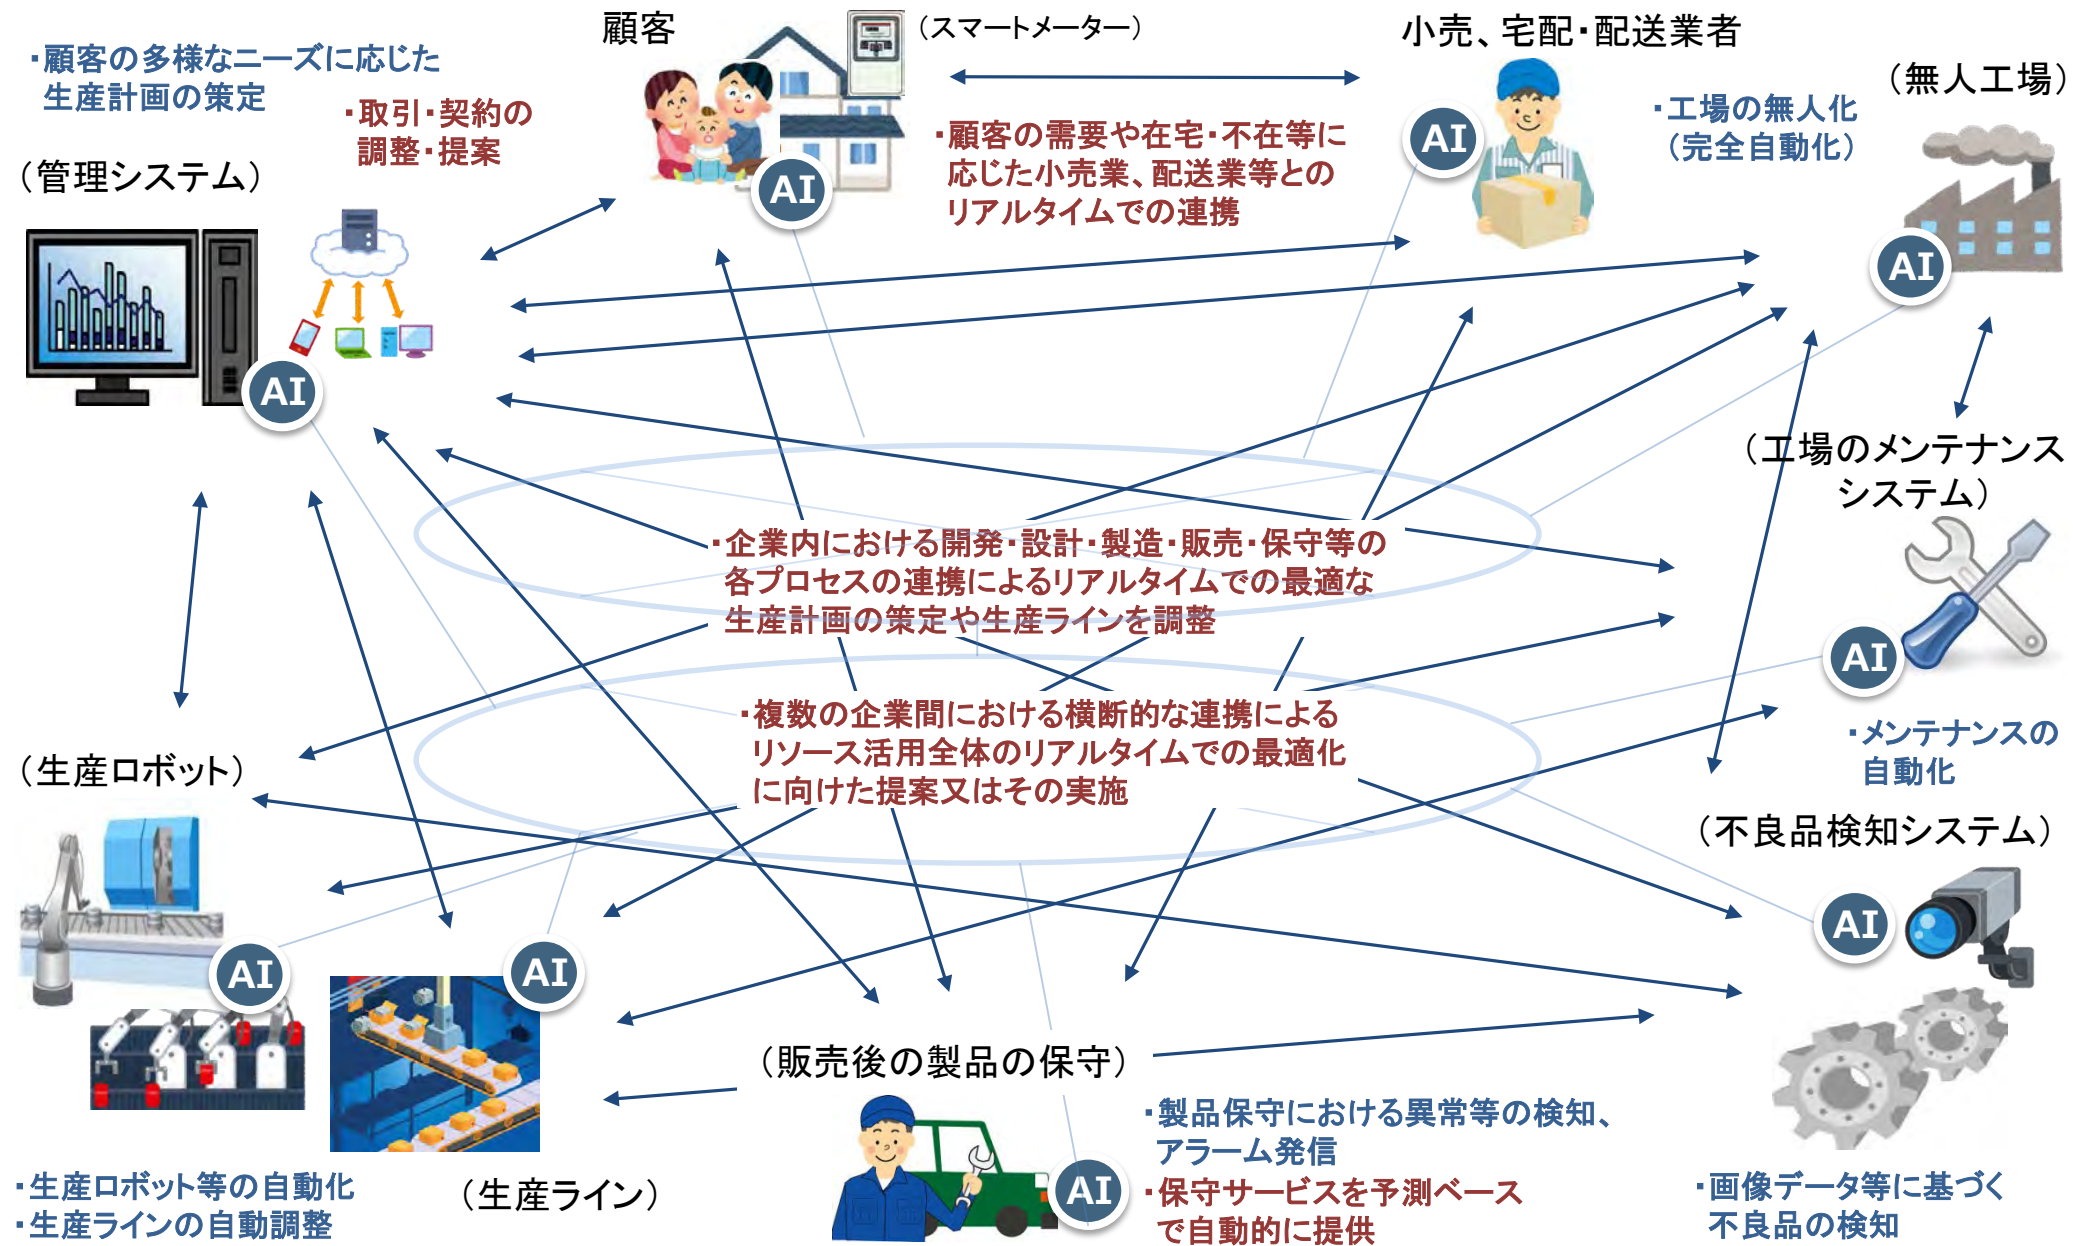 ・顧客の多様なニーズに応じた
生産計画の策定
・取引・契約の
調整・提案
（管理システム）
AI
顧客
（スマートメーター）
AI
・顧客の需要や在宅・不在等に
応じた小売業、配送業等との
リアルタイムでの連携
小売、宅配・配送業者
AI
・工場の無人化
（完全自動化）
（無人工場）
AI
（工場のメンテナンス
システム）
AI
・メンテナンスの
自動化
・企業内における開発・設計・製造・販売・保守等の
各プロセスの連携によるリアルタイムでの最適な
生産計画の策定や生産ラインを調整
・複数の企業間における横断的な連携による
リソース活用全体のリアルタイムでの最適化
に向けた提案又はその実施
（生産ロボット）
AI
AI
・生産ロボット等の自動化
・生産ラインの自動調整
（生産ライン）
（販売後の製品の保守）
AI
・製品保守における異常等の検知、
アラーム発信
・保守サービスを予測ベース
で自動的に提供
（不良品検知システム）
AI
・画像データ等に基づく
不良品の検知